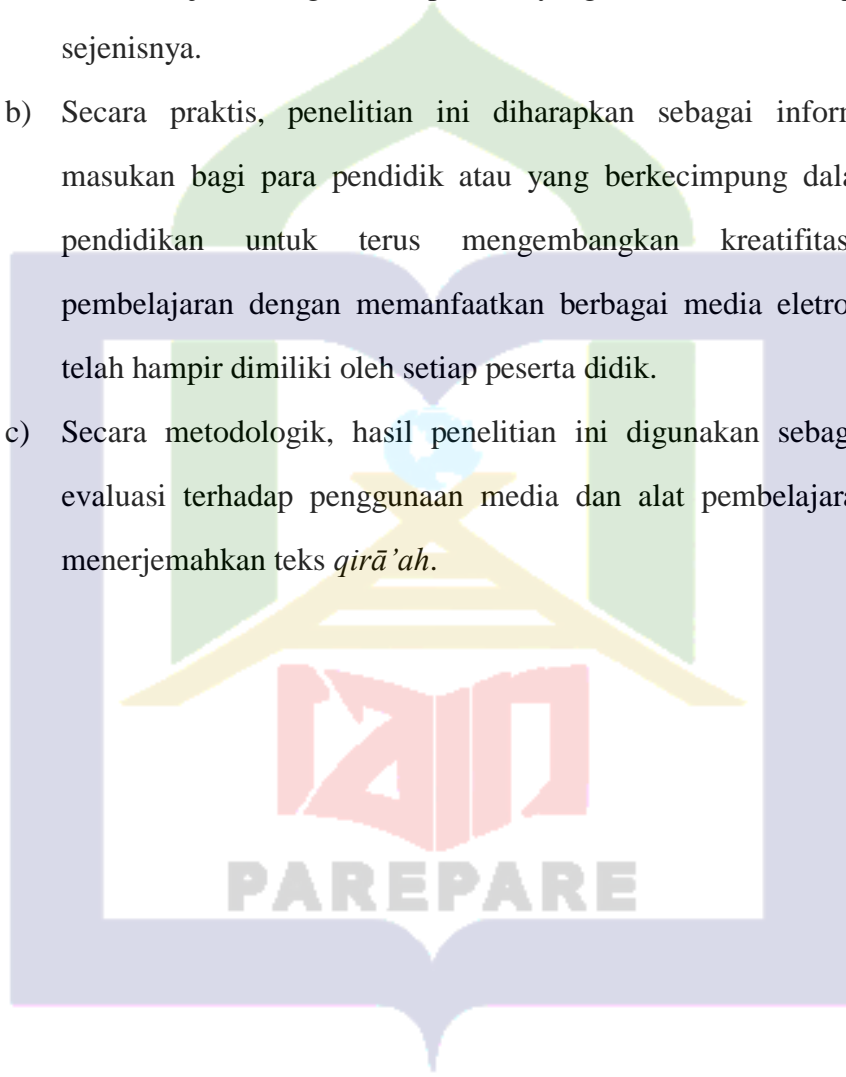 sejenisnya.
b) Secara praktis, penelitian ini diharapkan sebagai inform
masukan bagi para pendidik atau yang berkecimpung dala
pendidikan untuk terus mengembangkan kreatifitas
pembelajaran dengan memanfaatkan berbagai media eletro
telah hampir dimiliki oleh setiap peserta didik.
c) Secara metodologik, hasil penelitian ini digunakan sebag
evaluasi terhadap penggunaan media dan alat pembelajara
menerjemahkan teks qirā’ah.
iain
PAREPARE